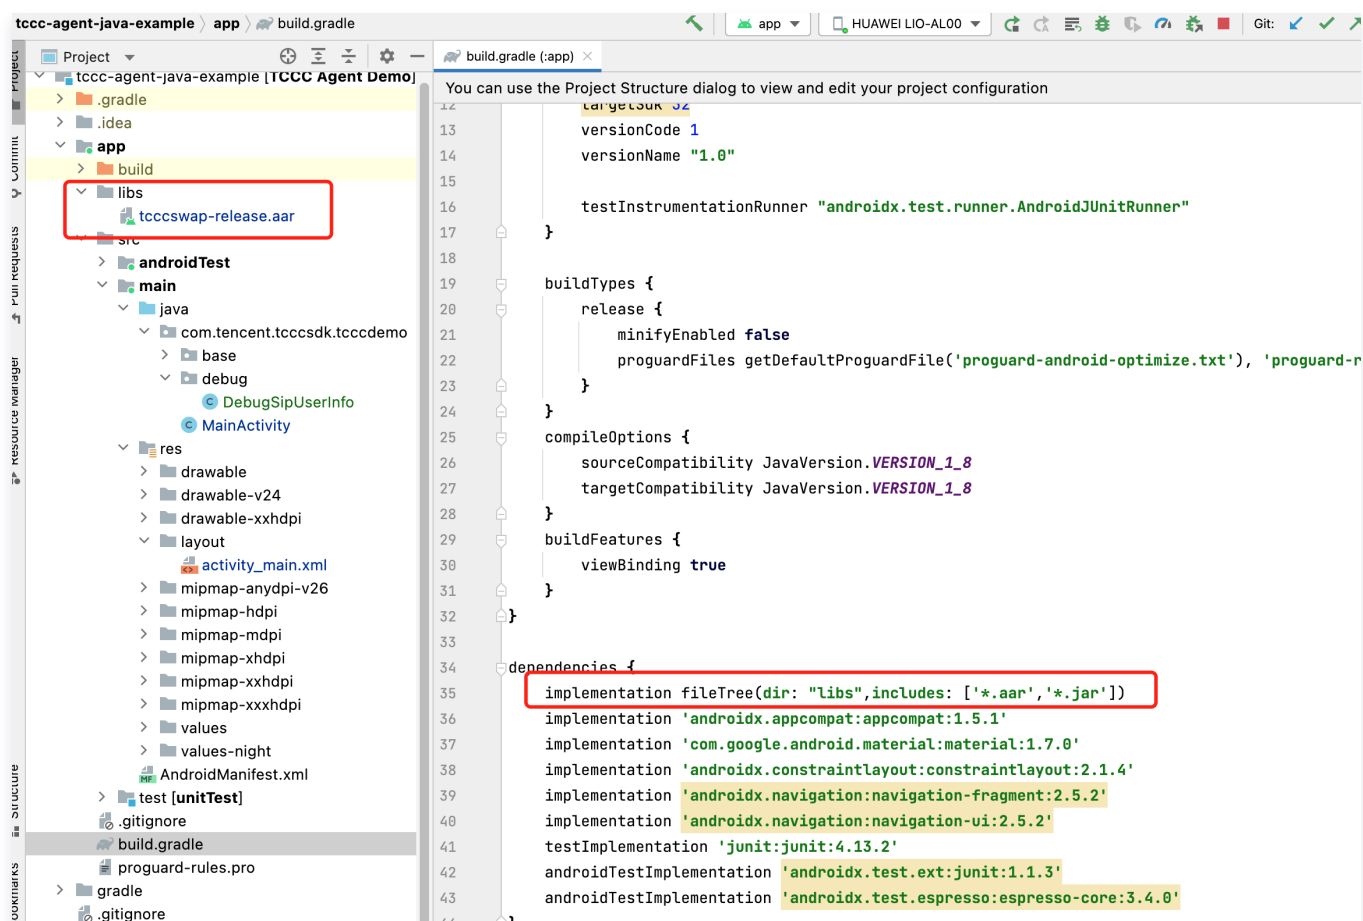 tccc-agent-java-example
app
build.gradle
app
HUAWEI LIO-AL00
Git:
Project
build.gradle (:app)
You can use the Project Structure dialog to view and edit your project configuration
Project
Commit
Pull Requests
Resource Manager
Structure
tccc-agent-java-example [TCCC Agent Demo]
.gradle
.idea
app
build
libs
tcccswap-release.aar
src
androidTest
main
java
com.tencent.tcccsdk.tcccdemo
base
debug
DebugSipUserInfo
MainActivity
res
drawable
drawable-v24
drawable-xxhdpi
layout
activity_main.xml
mipmap-anydpi-v26
mipmap-hdpi
mipmap-mdpi
mipmap-xhdpi
mipmap-xxhdpi
mipmap-xxxhdpi
values
values-night
AndroidManifest.xml
test [unitTest]
.gitignore
build.gradle
proguard-rules.pro
gradle
.gitignore
12 targetSdk 32
13 versionCode 1
14 versionName "1.0"
15
16 testInstrumentationRunner "androidx.test.runner.AndroidJUnitRunner"
17 }
18
19 buildTypes {
20 release {
21 minifyEnabled false
22 proguardFiles getDefaultProguardFile('proguard-android-optimize.txt'), 'proguard-r
23 }
24 }
25 compileOptions {
26 sourceCompatibility JavaVersion.VERSION_1_8
27 targetCompatibility JavaVersion.VERSION_1_8
28 }
29 buildFeatures {
30 viewBinding true
31 }
32 }
33
34 dependencies {
35 implementation fileTree(dir: "libs",includes: ['*.aar','*.jar'])
36 implementation 'androidx.appcompat:appcompat:1.5.1'
37 implementation 'com.google.android.material:material:1.7.0'
38 implementation 'androidx.constraintlayout:constraintlayout:2.1.4'
39 implementation 'androidx.navigation:navigation-fragment:2.5.2'
40 implementation 'androidx.navigation:navigation-ui:2.5.2'
41 testImplementation 'junit:junit:4.13.2'
42 androidTestImplementation 'androidx.test.ext:junit:1.1.3'
43 androidTestImplementation 'androidx.test.espresso:espresso-core:3.4.0'